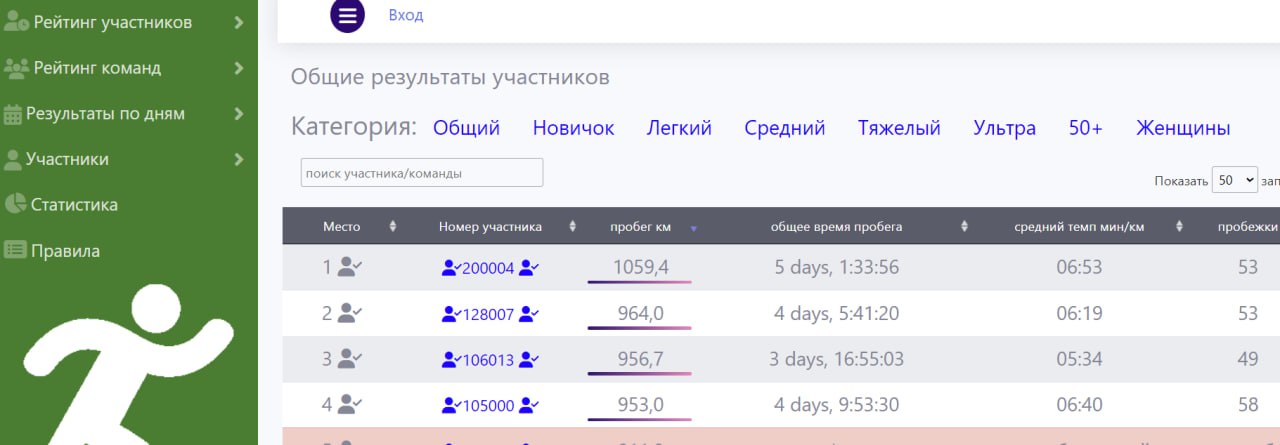 Рейтинг участников
Рейтинг команд
Результаты по дням
Участники
Статистика
Правила
Вход
Общие результаты участников
Категория: Общий Новичок Легкий Средний Тяжелый Ультра 50+ Женщины
поиск участника/команды
Показать 50 зап
Место Номер участника пробег км общее время пробега средний темп мин/км пробежки
1 200004 1059,4 5 days, 1:33:56 06:53 53
2 128007 964,0 4 days, 5:41:20 06:19 53
3 106013 956,7 3 days, 16:55:03 05:34 49
4 105000 953,0 4 days, 9:53:30 06:40 58